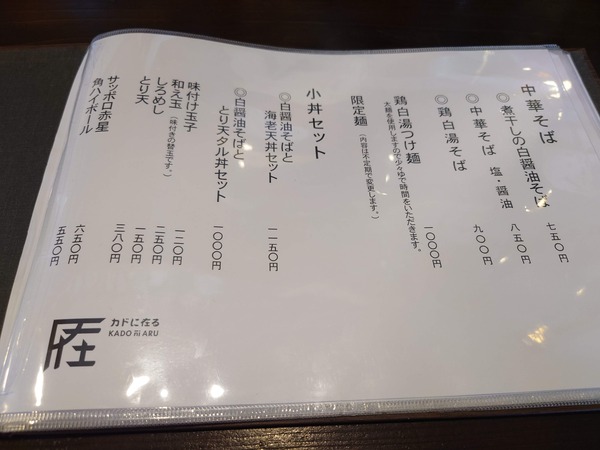 中華そば
◎煮干しの白醤油そば 七五〇円
◎中華そば 塩・醤油 八五〇円
◎鶏白湯そば 九〇〇円
鶏白湯つけ麺 一〇〇〇円
太麺を使用しますので少々ゆで時間をいただきます。
限定麺 (内容は不定期で変更します。)
小丼セット
◎白醤油そばと
海老天丼セット 一一五〇円
◎白醤油そばと
とり天タル丼セット 一〇〇〇円
味付け玉子 一二〇円
和え玉 (味付きの替玉です。) 二五〇円
しろめし 一五〇円
とり天 三八〇円
サッポロ赤星 六五〇円
角ハイボール 五五〇円
カドに在る
KADO ni ARU